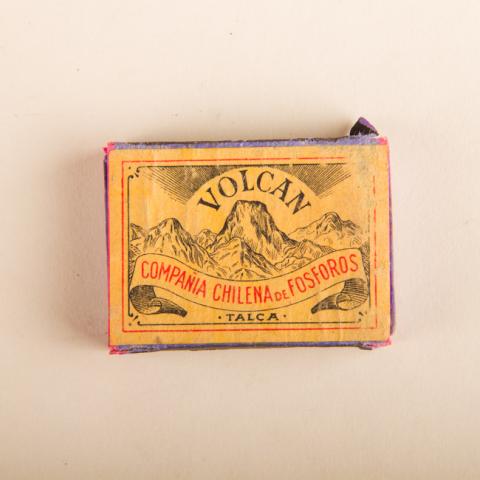 VOLCAN
COMPAÑIA CHILENA DE FOSFOROS
· TALCA ·